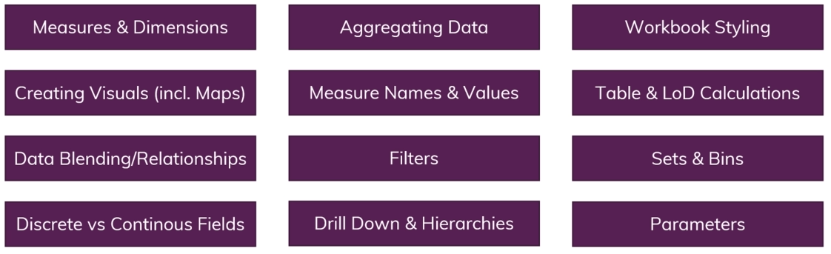 Measures & Dimensions
Aggregating Data
Workbook Styling
Creating Visuals (incl. Maps)
Measure Names & Values
Table & LoD Calculations
Data Blending/Relationships
Filters
Sets & Bins
Discrete vs Continous Fields
Drill Down & Hierarchies
Parameters